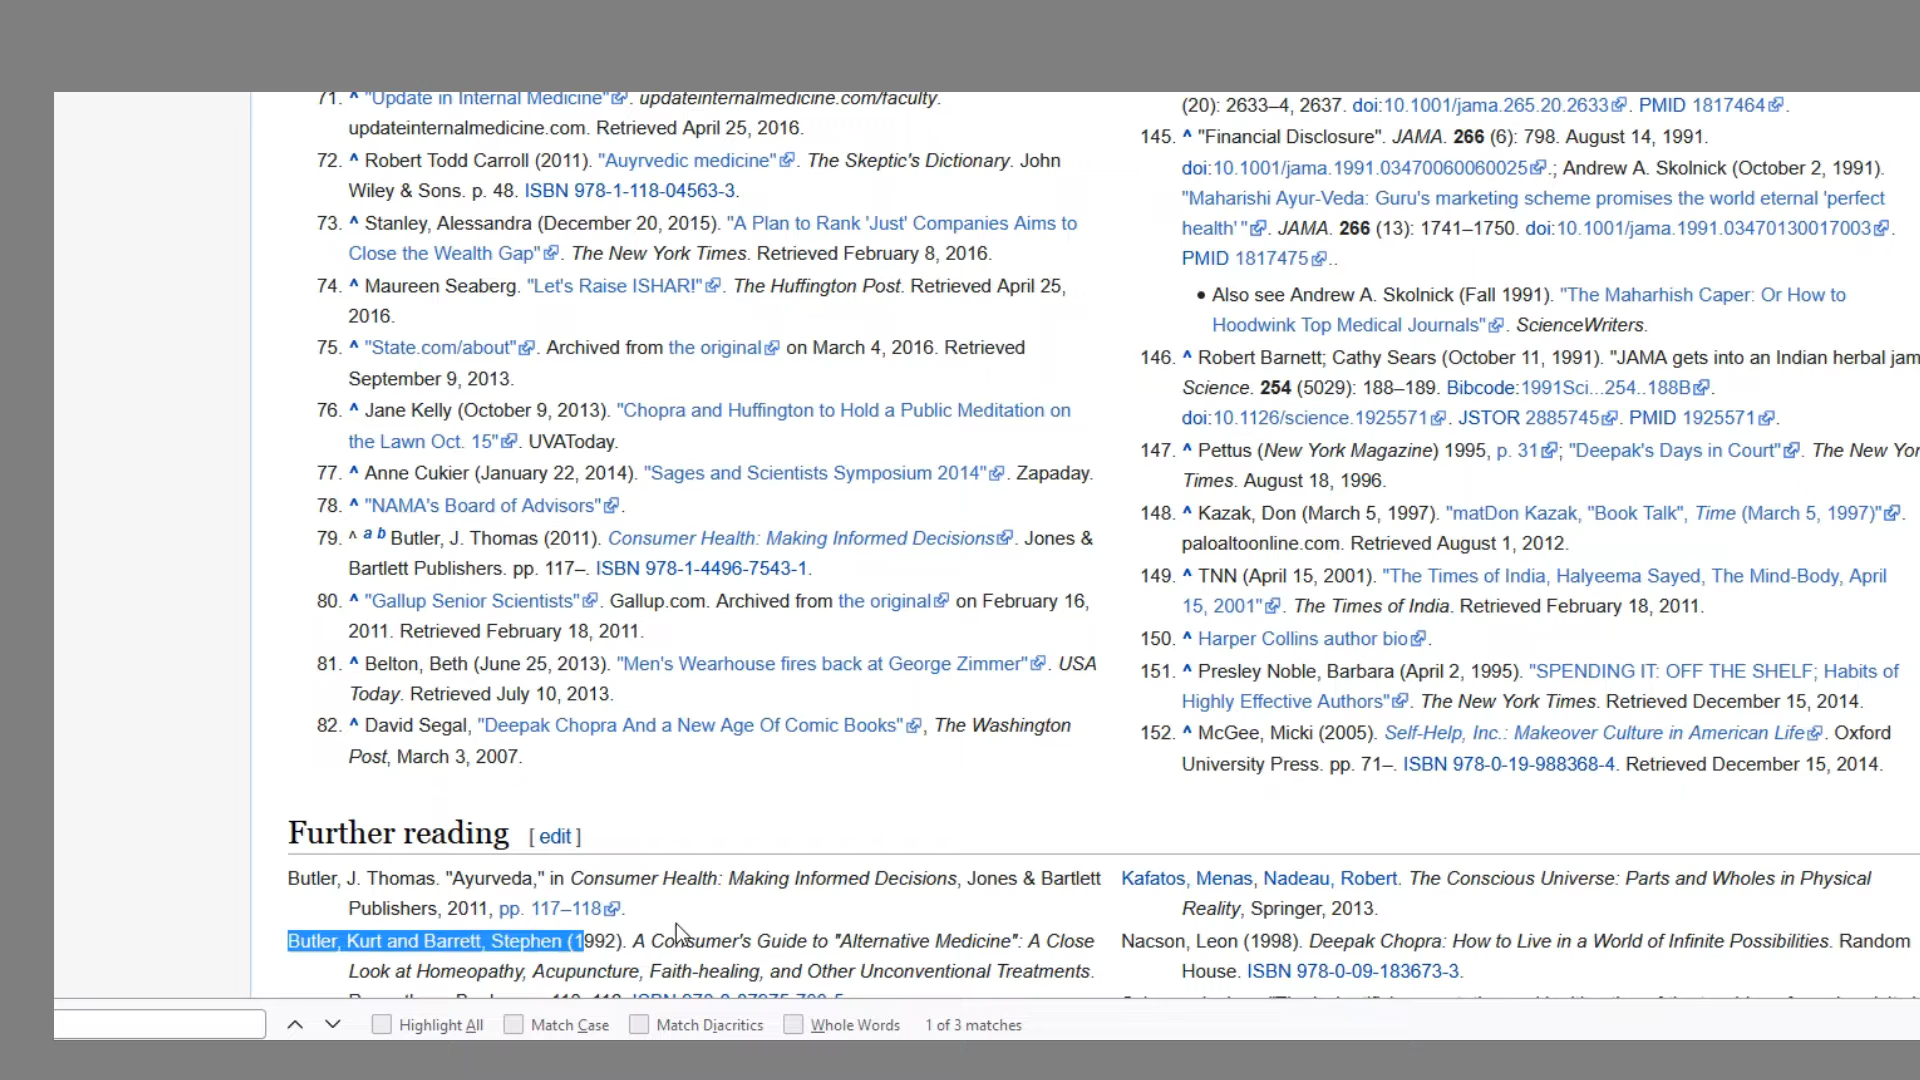 71. ^ "Update in Internal Medicine". updateinternalmedicine.com/faculty.
updateinternalmedicine.com. Retrieved April 25, 2016.
72. ^ Robert Todd Carroll (2011). "Auyrvedic medicine". The Skeptic's Dictionary. John
Wiley & Sons. p. 48. ISBN 978-1-118-04563-3.
73. ^ Stanley, Alessandra (December 20, 2015). "A Plan to Rank 'Just' Companies Aims to
Close the Wealth Gap". The New York Times. Retrieved February 8, 2016.
74. ^ Maureen Seaberg. "Let's Raise ISHAR!". The Huffington Post. Retrieved April 25,
2016.
75. ^ "State.com/about". Archived from the original on March 4, 2016. Retrieved
September 9, 2013.
76. ^ Jane Kelly (October 9, 2013). "Chopra and Huffington to Hold a Public Meditation on
the Lawn Oct. 15". UVAToday.
77. ^ Anne Cukier (January 22, 2014). "Sages and Scientists Symposium 2014". Zapaday.
78. ^ "NAMA's Board of Advisors".
79. ^ a b Butler, J. Thomas (2011). Consumer Health: Making Informed Decisions. Jones &
Bartlett Publishers. pp. 117–. ISBN 978-1-4496-7543-1.
80. ^ "Gallup Senior Scientists". Gallup.com. Archived from the original on February 16,
2011. Retrieved February 18, 2011.
81. ^ Belton, Beth (June 25, 2013). "Men's Wearhouse fires back at George Zimmer". USA
Today. Retrieved July 10, 2013.
82. ^ David Segal, "Deepak Chopra And a New Age Of Comic Books", The Washington
Post, March 3, 2007.
(20): 2633–4, 2637. doi:10.1001/jama.265.20.2633. PMID 1817464.
145. ^ "Financial Disclosure". JAMA. 266 (6): 798. August 14, 1991.
doi:10.1001/jama.1991.03470060060025.; Andrew A. Skolnick (October 2, 1991).
"Maharishi Ayur-Veda: Guru's marketing scheme promises the world eternal 'perfect
health' ". JAMA. 266 (13): 1741–1750. doi:10.1001/jama.1991.03470130017003.
PMID 1817475..
• Also see Andrew A. Skolnick (Fall 1991). "The Maharhish Caper: Or How to
Hoodwink Top Medical Journals". ScienceWriters.
146. ^ Robert Barnett; Cathy Sears (October 11, 1991). "JAMA gets into an Indian herbal jam
Science. 254 (5029): 188–189. Bibcode:1991Sci...254..188B.
doi:10.1126/science.1925571. JSTOR 2885745. PMID 1925571.
147. ^ Pettus (New York Magazine) 1995, p. 31; "Deepak's Days in Court". The New Yor
Times. August 18, 1996.
148. ^ Kazak, Don (March 5, 1997). "matDon Kazak, "Book Talk", Time (March 5, 1997)".
paloaltoonline.com. Retrieved August 1, 2012.
149. ^ TNN (April 15, 2001). "The Times of India, Halyeema Sayed, The Mind-Body, April
15, 2001". The Times of India. Retrieved February 18, 2011.
150. ^ Harper Collins author bio.
151. ^ Presley Noble, Barbara (April 2, 1995). "SPENDING IT: OFF THE SHELF; Habits of
Highly Effective Authors". The New York Times. Retrieved December 15, 2014.
152. ^ McGee, Micki (2005). Self-Help, Inc.: Makeover Culture in American Life. Oxford
University Press. pp. 71–. ISBN 978-0-19-988368-4. Retrieved December 15, 2014.
Further reading [ edit ]
Butler, J. Thomas. "Ayurveda," in Consumer Health: Making Informed Decisions, Jones & Bartlett
Publishers, 2011, pp. 117–118.
Butler, Kurt and Barrett, Stephen (1992). A Consumer's Guide to "Alternative Medicine": A Close
Look at Homeopathy, Acupuncture, Faith-healing, and Other Unconventional Treatments.
Kafatos, Menas, Nadeau, Robert. The Conscious Universe: Parts and Wholes in Physical
Reality, Springer, 2013.
Nacson, Leon (1998). Deepak Chopra: How to Live in a World of Infinite Possibilities. Random
House. ISBN 978-0-09-183673-3.
Highlight All Match Case Match Diacritics Whole Words 1 of 3 matches